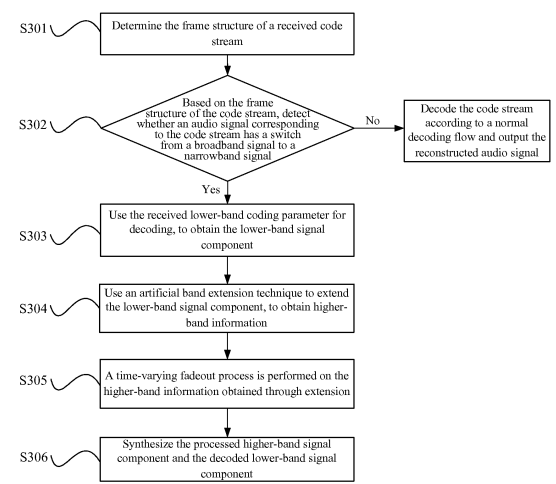 S301
Determine the frame structure of a received code
stream
S302
Based on the frame
structure of the code stream, detect
whether an audio signal corresponding
to the code stream has a switch
from a broadband signal to a
narrowband signal
No
Decode the code stream
according to a normal
decoding flow and output the
reconstructed audio signal
Yes
S303
Use the received lower-band coding parameter for
decoding, to obtain the lower-band signal
component
S304
Use an artificial band extension technique to extend
the lower-band signal component, to obtain higher-
band information
S305
A time-varying fadeout process is performed on the
higher-band information obtained through extension
S306
Synthesize the processed higher-band signal
component and the decoded lower-band signal
component